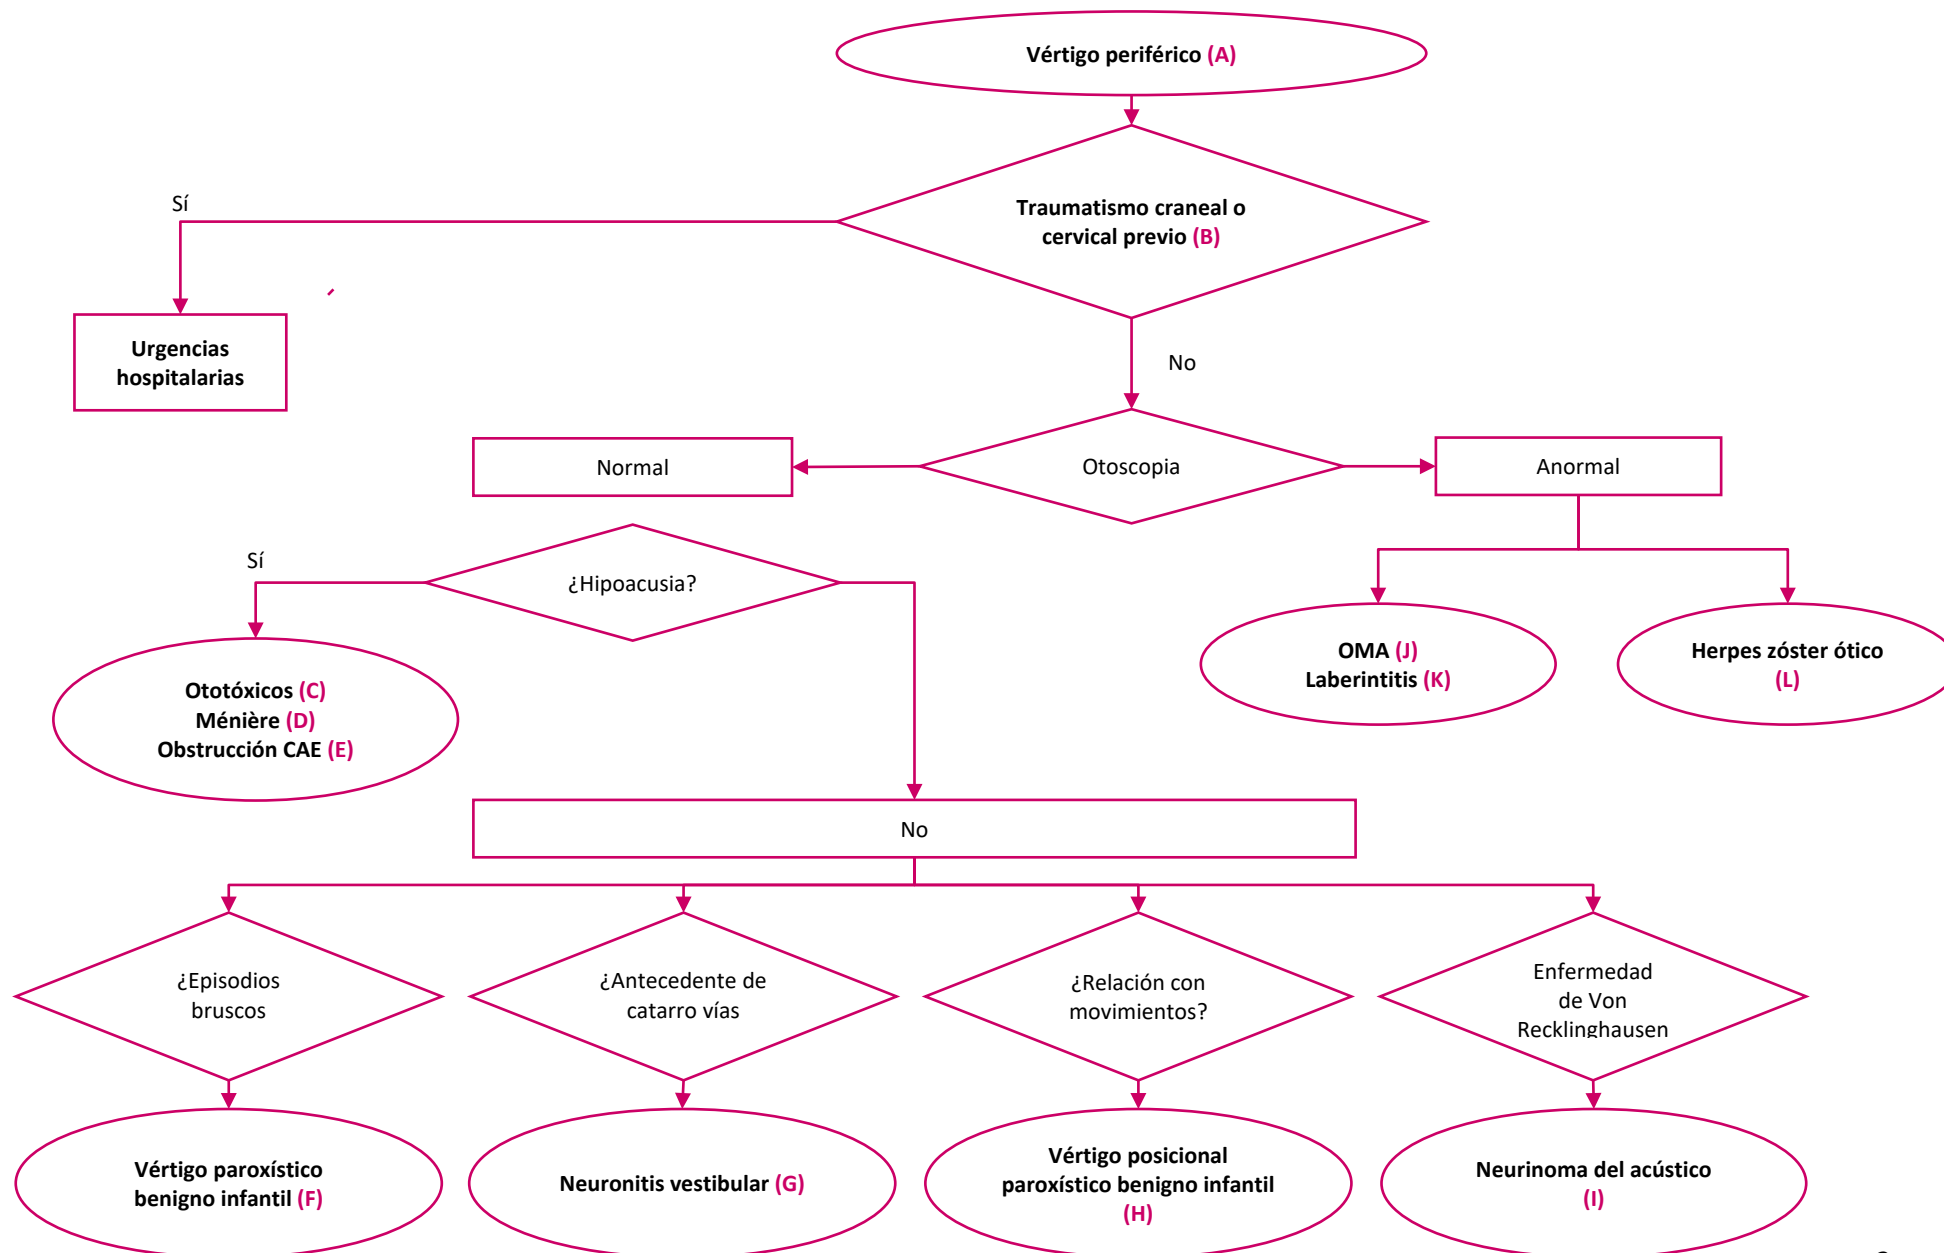 Vértigo periférico (A)
Traumatismo craneal o
cervical previo (B)
Sí
Urgencias
hospitalarias
No
Normal
Otoscopia
Anormal
Sí
¿Hipoacusia?
Ototóxicos (C)
Ménière (D)
Obstrucción CAE (E)
OMA (J)
Laberintitis (K)
Herpes zóster ótico
(L)
No
¿Episodios
bruscos
¿Antecedente de
catarro vías
¿Relación con
movimientos?
Enfermedad
de Von
Recklinghausen
Vértigo paroxístico
benigno infantil (F)
Neuronitis vestibular (G)
Vértigo posicional
paroxístico benigno infantil
(H)
Neurinoma del acústico
(I)